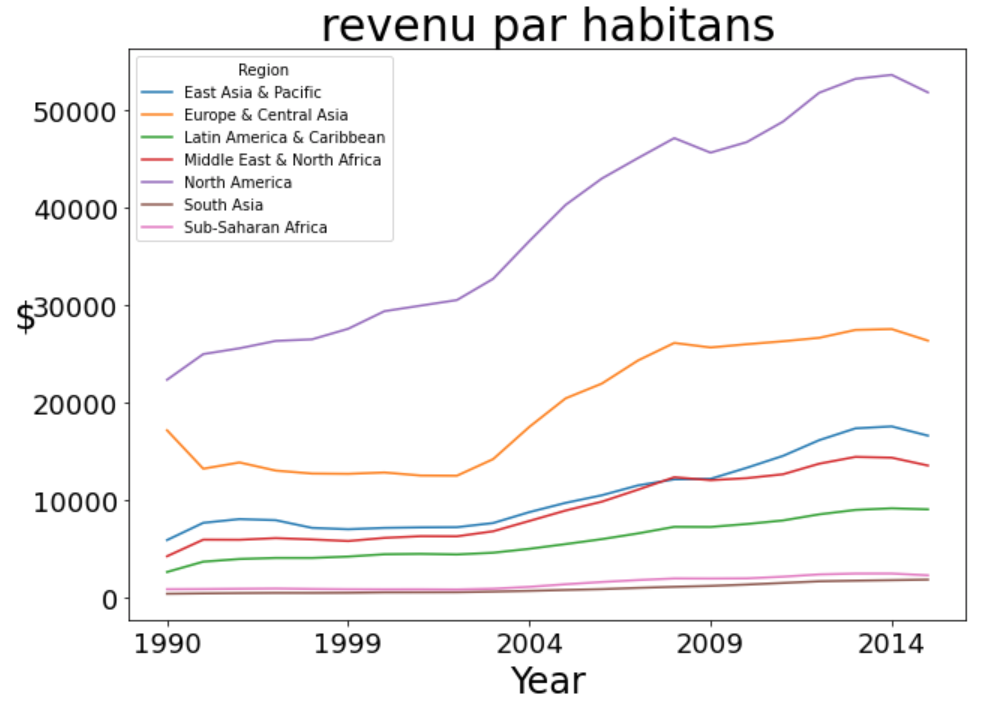 revenu par habitans
Region
East Asia & Pacific
Europe & Central Asia
Latin America & Caribbean
Middle East & North Africa
North America
South Asia
Sub-Saharan Africa
50000
40000
30000
$
20000
10000
0
1990 1999 2004 2009 2014
Year